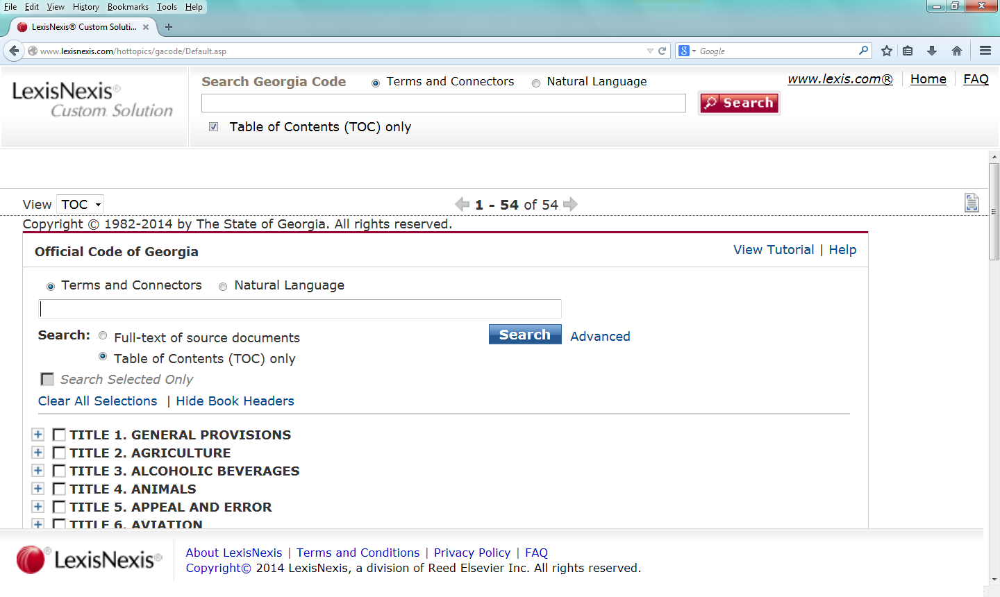 File Edit View History Bookmarks Tools Help
LexisNexis® Custom Soluti... × +
www.lexisnexis.com/hottopics/gacode/Default.asp
8 Google
LexisNexis®
Custom Solution
Search Georgia Code Terms and Connectors Natural Language
www.lexis.com® Home FAQ
Search
Table of Contents (TOC) only
View TOC
1 - 54 of 54
Copyright © 1982-2014 by The State of Georgia. All rights reserved.
Official Code of Georgia
View Tutorial | Help
Terms and Connectors Natural Language
Search: Full-text of source documents
Search Advanced
Table of Contents (TOC) only
Search Selected Only
Clear All Selections | Hide Book Headers
TITLE 1. GENERAL PROVISIONS
TITLE 2. AGRICULTURE
TITLE 3. ALCOHOLIC BEVERAGES
TITLE 4. ANIMALS
TITLE 5. APPEAL AND ERROR
TITLE 6. AVIATION
LexisNexis®
About LexisNexis | Terms and Conditions | Privacy Policy | FAQ
Copyright© 2014 LexisNexis, a division of Reed Elsevier Inc. All rights reserved.